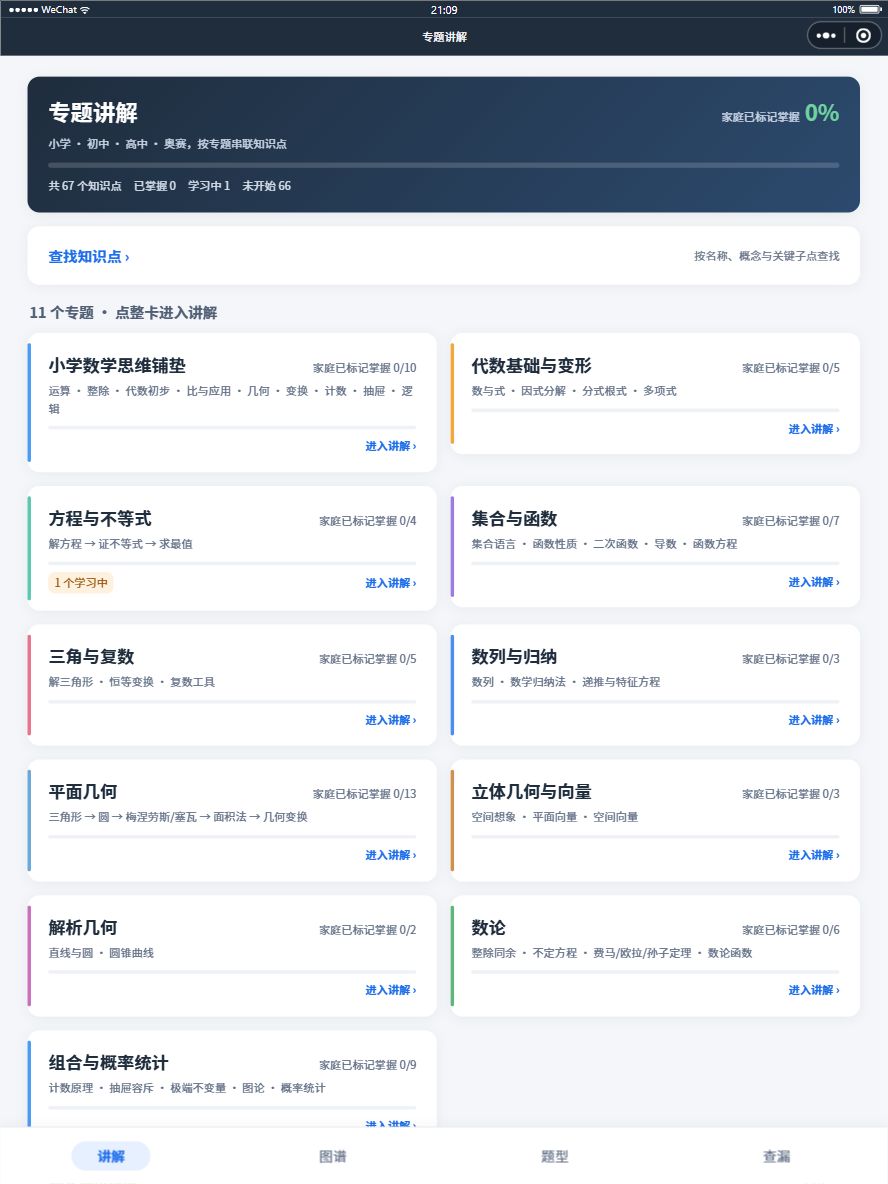 WeChat 21:09 100%
专题讲解
专题讲解
家庭已标记掌握 0%
小学 · 初中 · 高中 · 奥赛，按专题串联知识点
共 67 个知识点 已掌握 0 学习中 1 未开始 66
查找知识点 ›
按名称、概念与关键子点查找
11 个专题 · 点整卡进入讲解
小学数学思维铺垫
家庭已标记掌握 0/10
运算 · 整除 · 代数初步 · 比与应用 · 几何 · 变换 · 计数 · 抽屉 · 逻
辑
进入讲解 ›
代数基础与变形
家庭已标记掌握 0/5
数与式 · 因式分解 · 分式根式 · 多项式
进入讲解 ›
方程与不等式
家庭已标记掌握 0/4
解方程 → 证不等式 → 求最值
1 个学习中
进入讲解 ›
集合与函数
家庭已标记掌握 0/7
集合语言 · 函数性质 · 二次函数 · 导数 · 函数方程
进入讲解 ›
三角与复数
家庭已标记掌握 0/5
解三角形 · 恒等变换 · 复数工具
进入讲解 ›
数列与归纳
家庭已标记掌握 0/3
数列 · 数学归纳法 · 递推与特征方程
进入讲解 ›
平面几何
家庭已标记掌握 0/13
三角形 → 圆 → 梅涅劳斯/塞瓦 → 面积法 → 几何变换
进入讲解 ›
立体几何与向量
家庭已标记掌握 0/3
空间想象 · 平面向量 · 空间向量
进入讲解 ›
解析几何
家庭已标记掌握 0/2
直线与圆 · 圆锥曲线
进入讲解 ›
数论
家庭已标记掌握 0/6
整除同余 · 不定方程 · 费马/欧拉/孙子定理 · 数论函数
进入讲解 ›
组合与概率统计
家庭已标记掌握 0/9
计数原理 · 抽屉容斥 · 极端不变量 · 图论 · 概率统计
进入讲解 ›
讲解
图谱
题型
查漏